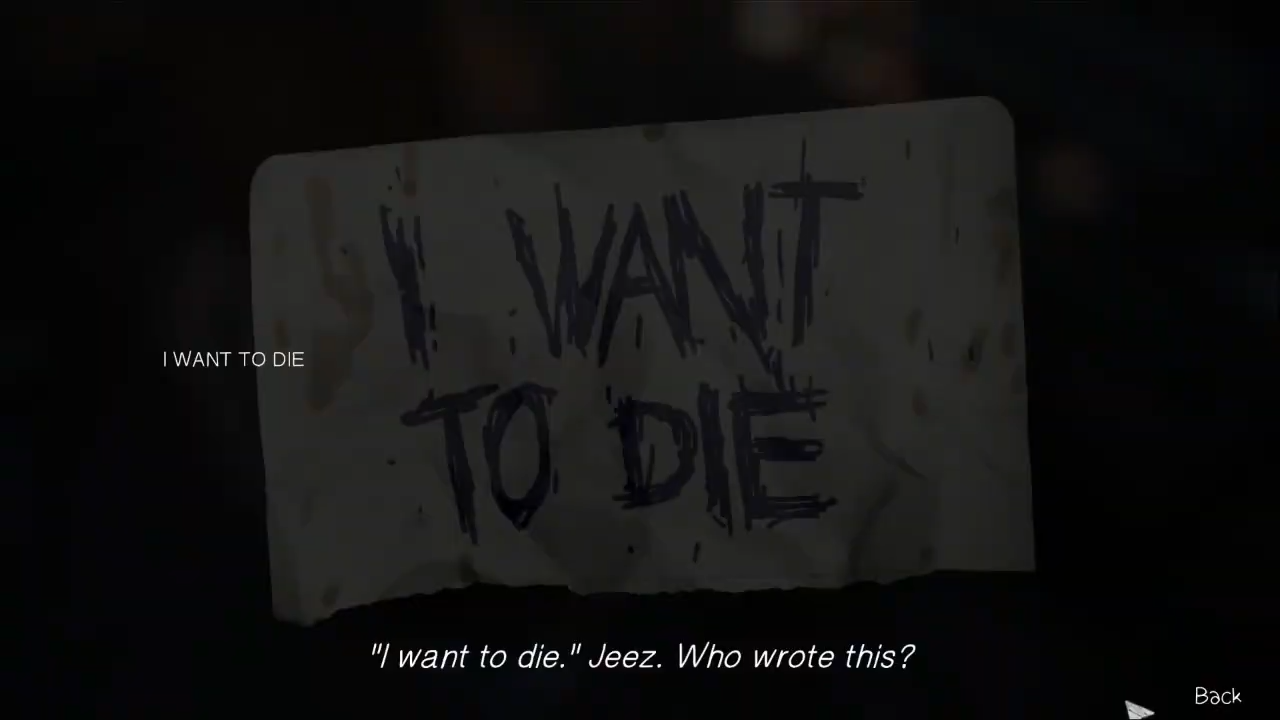 I WANT
TO DIE
I WANT TO DIE
"I want to die." Jeez. Who wrote this?
Back